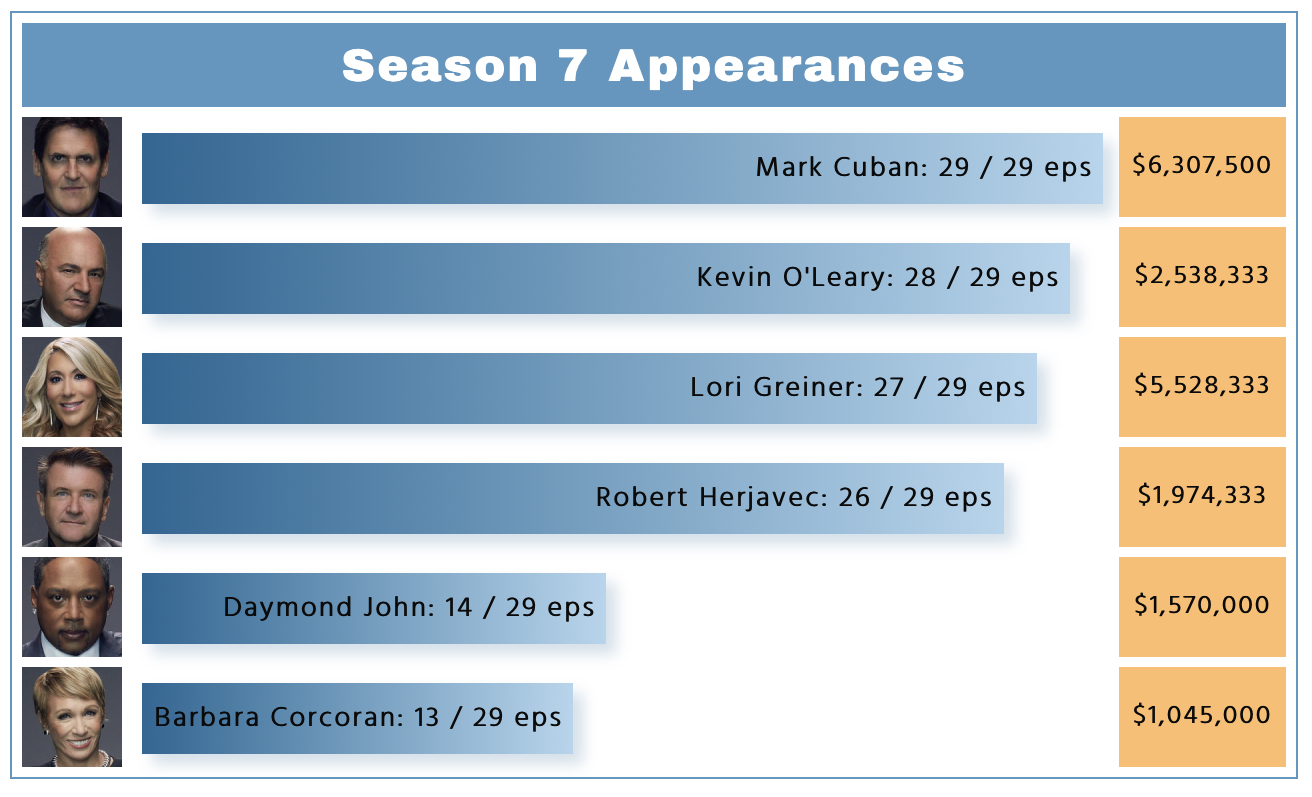 Season 7 Appearances
Mark Cuban: 29 / 29 eps
$6,307,500
Kevin O'Leary: 28 / 29 eps
$2,538,333
Lori Greiner: 27 / 29 eps
$5,528,333
Robert Herjavec: 26 / 29 eps
$1,974,333
Daymond John: 14 / 29 eps
$1,570,000
Barbara Corcoran: 13 / 29 eps
$1,045,000